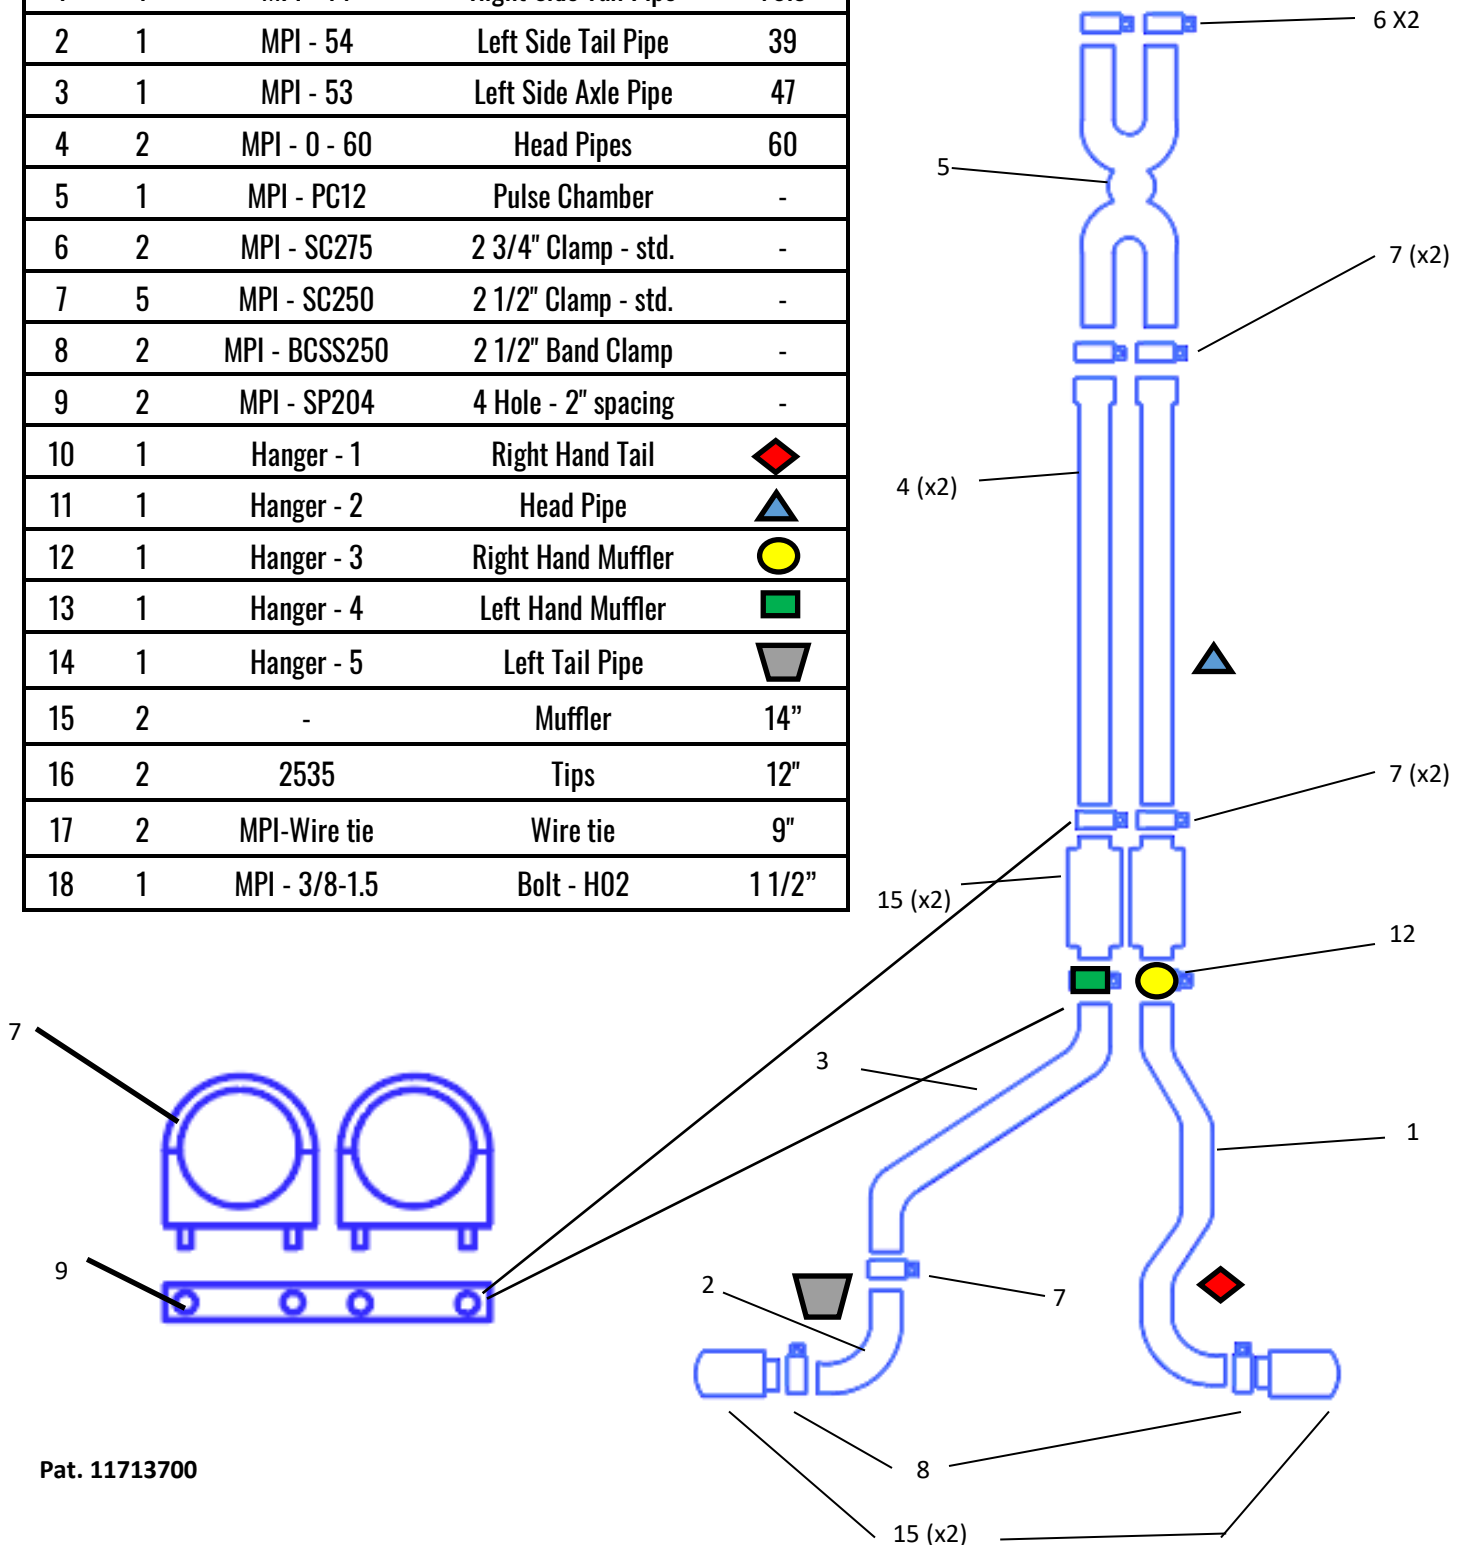 2 1 MPI - 54 Left Side Tail Pipe 39
3 1 MPI - 53 Left Side Axle Pipe 47
4 2 MPI - 0 - 60 Head Pipes 60
5 1 MPI - PC12 Pulse Chamber -
6 2 MPI - SC275 2 3/4" Clamp - std. -
7 5 MPI - SC250 2 1/2" Clamp - std. -
8 2 MPI - BCSS250 2 1/2" Band Clamp -
9 2 MPI - SP204 4 Hole - 2" spacing -
10 1 Hanger - 1 Right Hand Tail
11 1 Hanger - 2 Head Pipe
12 1 Hanger - 3 Right Hand Muffler
13 1 Hanger - 4 Left Hand Muffler
14 1 Hanger - 5 Left Tail Pipe
15 2 - Muffler 14”
16 2 2535 Tips 12"
17 2 MPI-Wire tie Wire tie 9"
18 1 MPI - 3/8-1.5 Bolt - H02 1 1/2”
6 X2
5
7 (x2)
4 (x2)
7 (x2)
15 (x2)
12
7
3
1
9
2
7
8
15 (x2)
Pat. 11713700